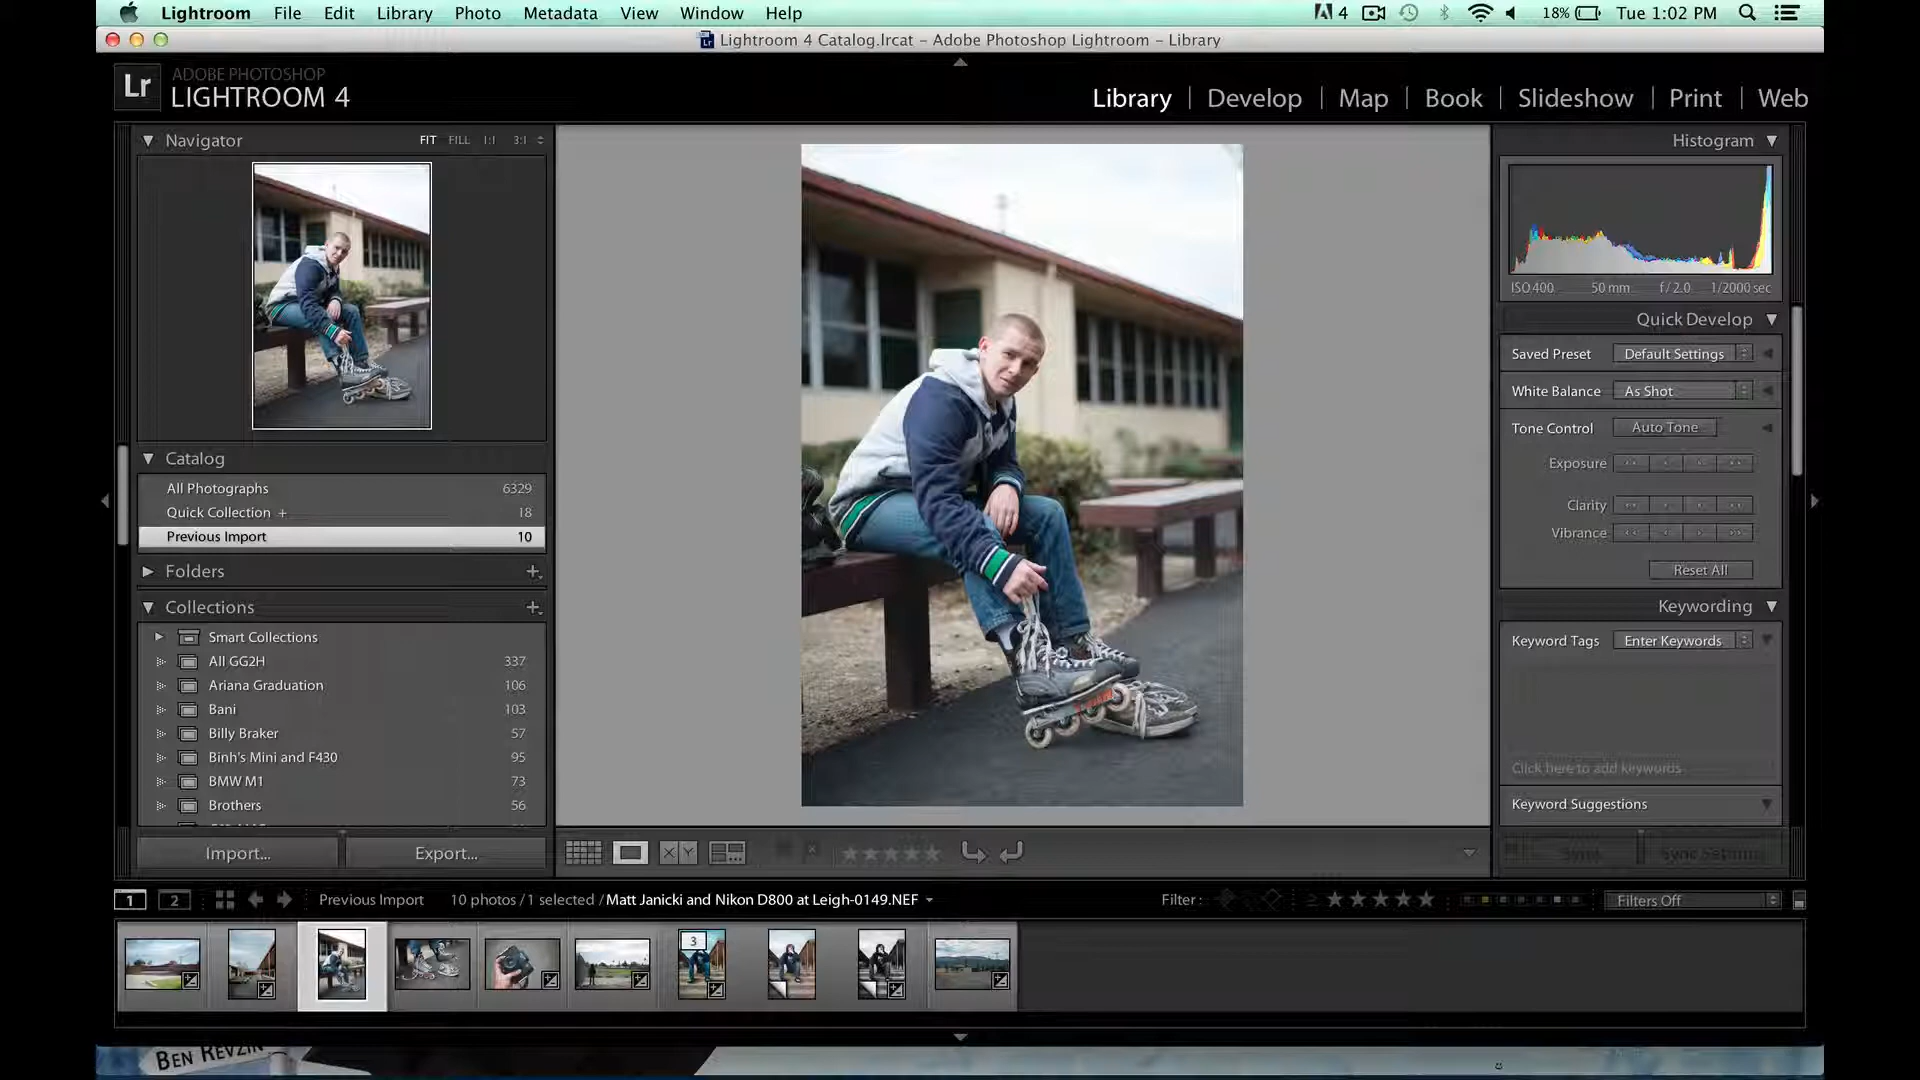 Lightroom File Edit Library Photo Metadata View Window Help 4 18% Tue 1:02 PM
Lightroom 4 Catalog.lrcat – Adobe Photoshop Lightroom – Library
Lr ADOBE PHOTOSHOP
LIGHTROOM 4
Library | Develop | Map | Book | Slideshow | Print | Web
Navigator FIT FILL 1:1 3:1
Histogram
ISO 400 50 mm f / 2.0 1/2000 sec
Quick Develop
Saved Preset Default Settings
White Balance As Shot
Tone Control Auto Tone
Exposure
Clarity
Vibrance
Reset All
Catalog
All Photographs 6329
Quick Collection + 18
Previous Import 10
Folders
Collections
Smart Collections
All GG2H 337
Ariana Graduation 106
Bani 103
Billy Braker 57
Binh's Mini and F430 95
BMW M1 73
Brothers 56
Keywording
Keyword Tags Enter Keywords
Click here to add keywords
Keyword Suggestions
Import... Export...
X Y
Sync Sync Settings
1 2 Previous Import 10 photos / 1 selected / Matt Janicki and Nikon D800 at Leigh-0149.NEF Filter : Filters Off
3
BEN REVZIN